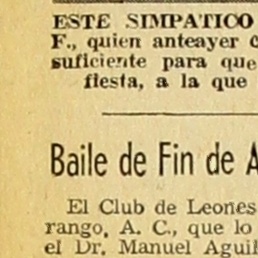 ESTE SIMPATICO
F., quien anteayer
suficiente para que
fiesta, a la que
Baile de Fin de
El Club de Leones
rango, A. C., que lo
el Dr. Manuel